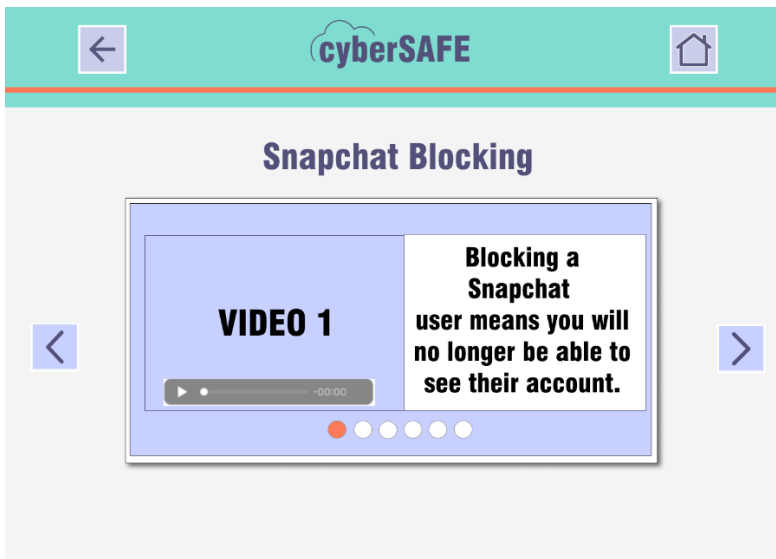 cyberSAFE
Snapchat Blocking
VIDEO 1
-00:00
Blocking a
Snapchat
user means you will
no longer be able to
see their account.